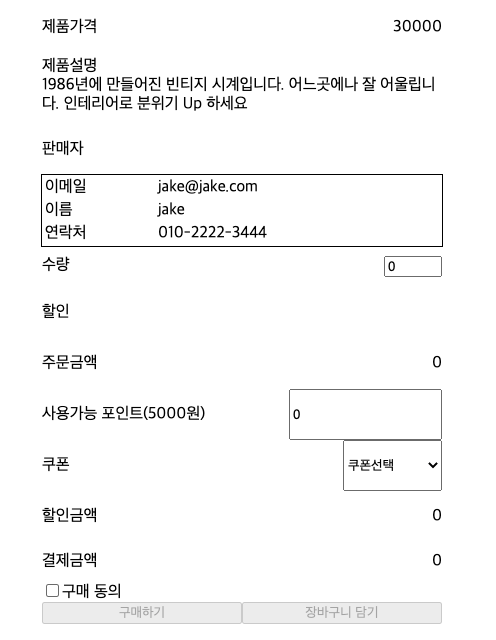 제품가격 30000
제품설명
1986년에 만들어진 빈티지 시계입니다. 어느곳에나 잘 어울립니
다. 인테리어로 분위기 Up 하세요
판매자
이메일 jake@jake.com
이름 jake
연락처 010-2222-3444
수량 0
할인
주문금액 0
사용가능 포인트(5000원) 0
쿠폰 쿠폰선택
할인금액 0
결제금액 0
구매 동의
구매하기 장바구니 담기